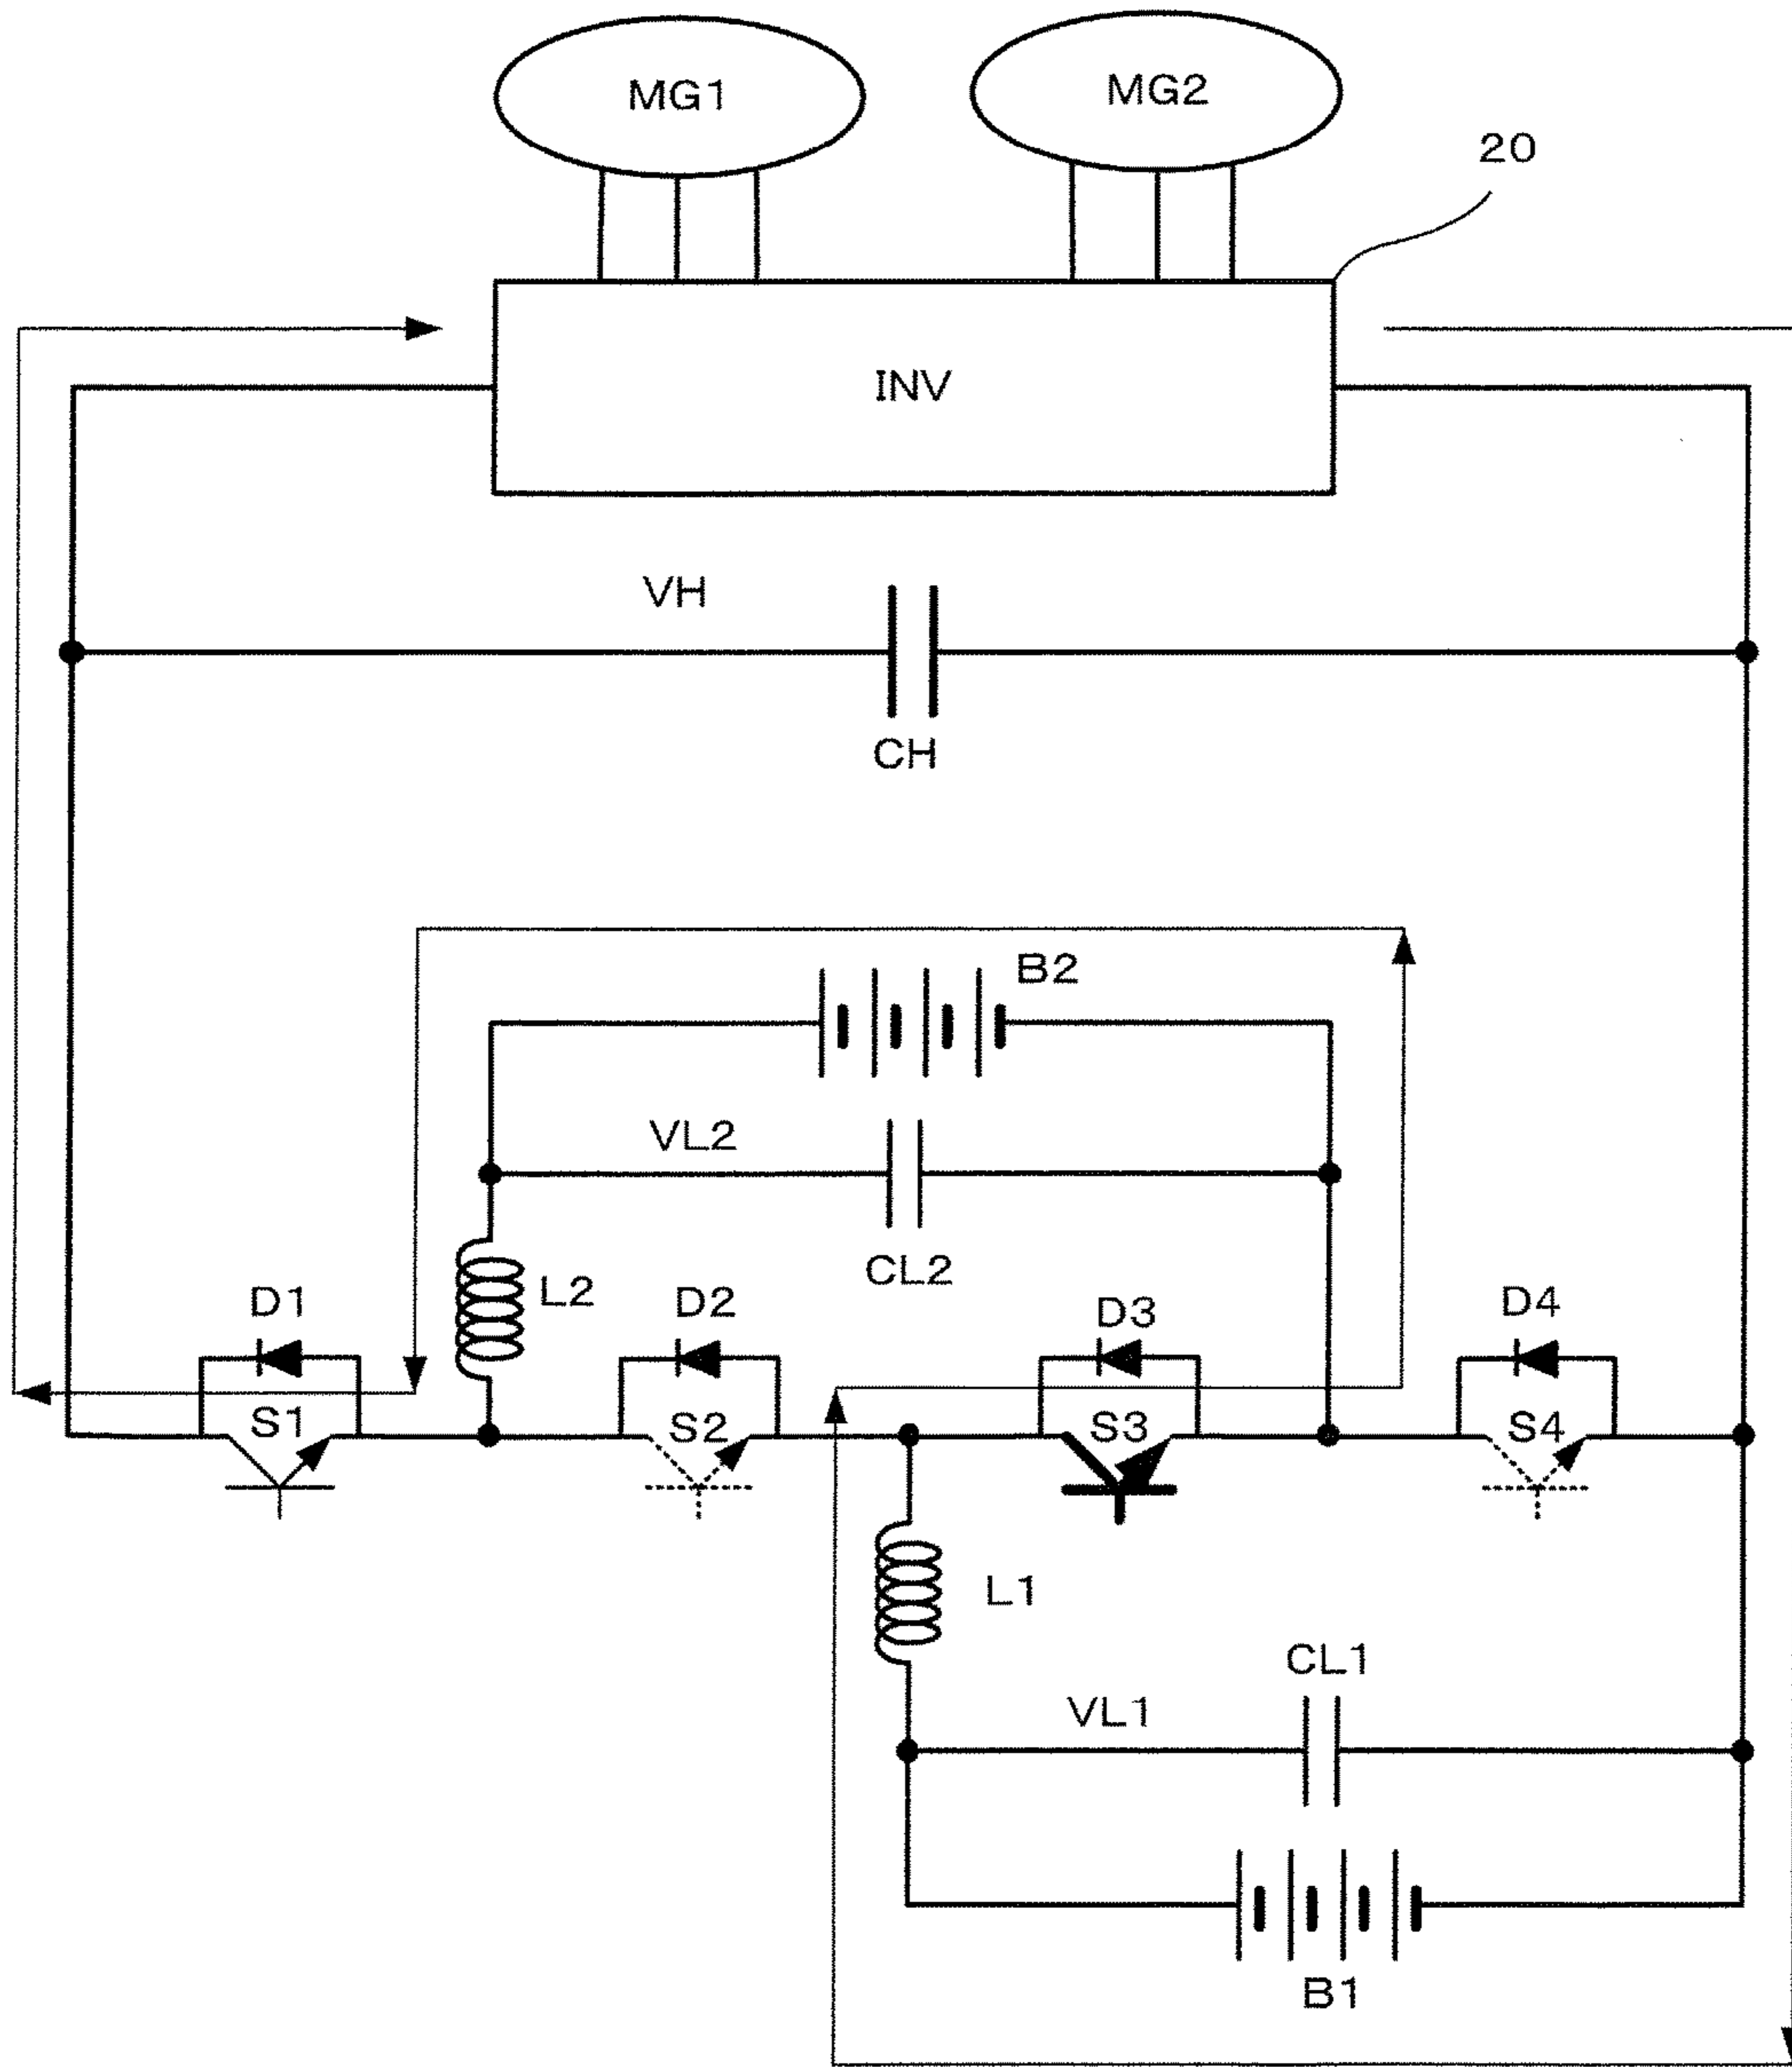 MG1
MG2
20
INV
VH
CH
B2
VL2
CL2
L2
D1
D2
D3
D4
S1
S2
S3
S4
L1
CL1
VL1
B1